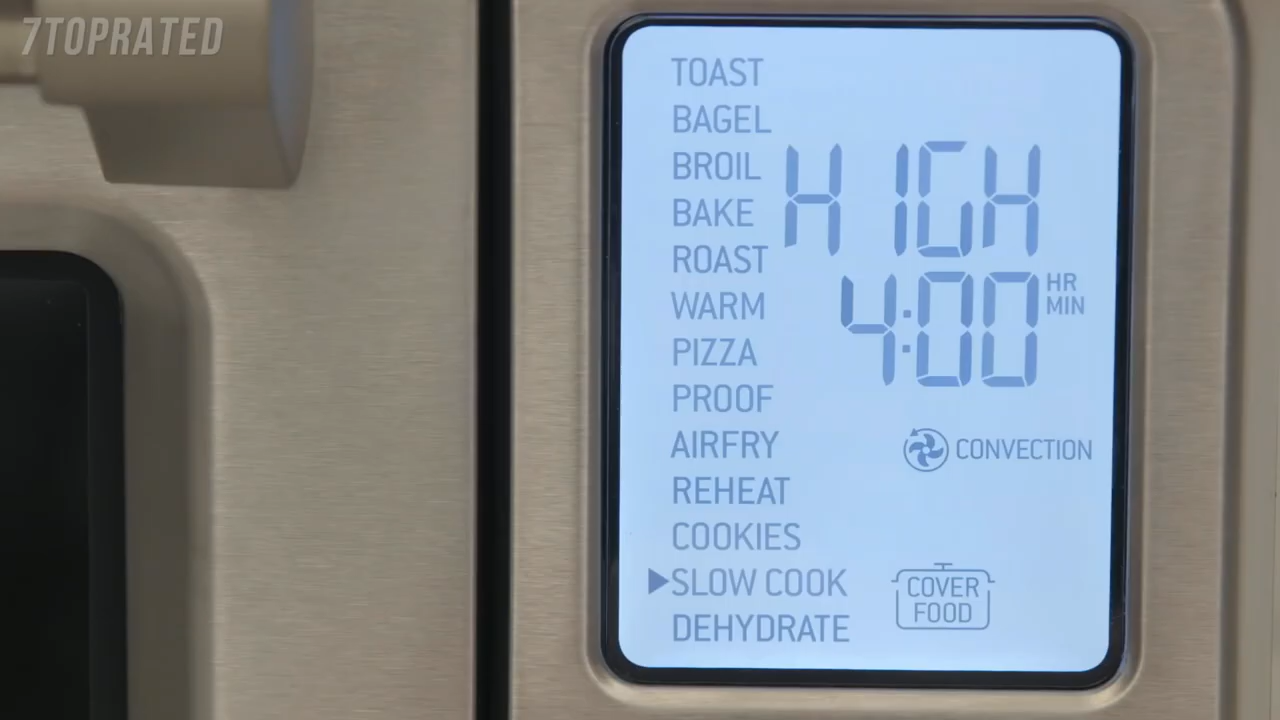 7TOPRATED
TOAST
BAGEL
BROIL
BAKE
ROAST
WARM
PIZZA
PROOF
AIRFRY
REHEAT
COOKIES
SLOW COOK
DEHYDRATE
HIGH
4:00
HR
MIN
CONVECTION
COVER
FOOD